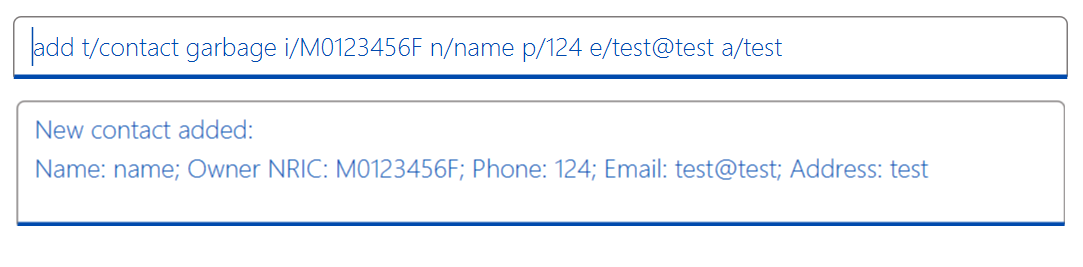 add t/contact garbage i/M0123456F n/name p/124 e/test@test a/test
New contact added:
Name: name; Owner NRIC: M0123456F; Phone: 124; Email: test@test; Address: test